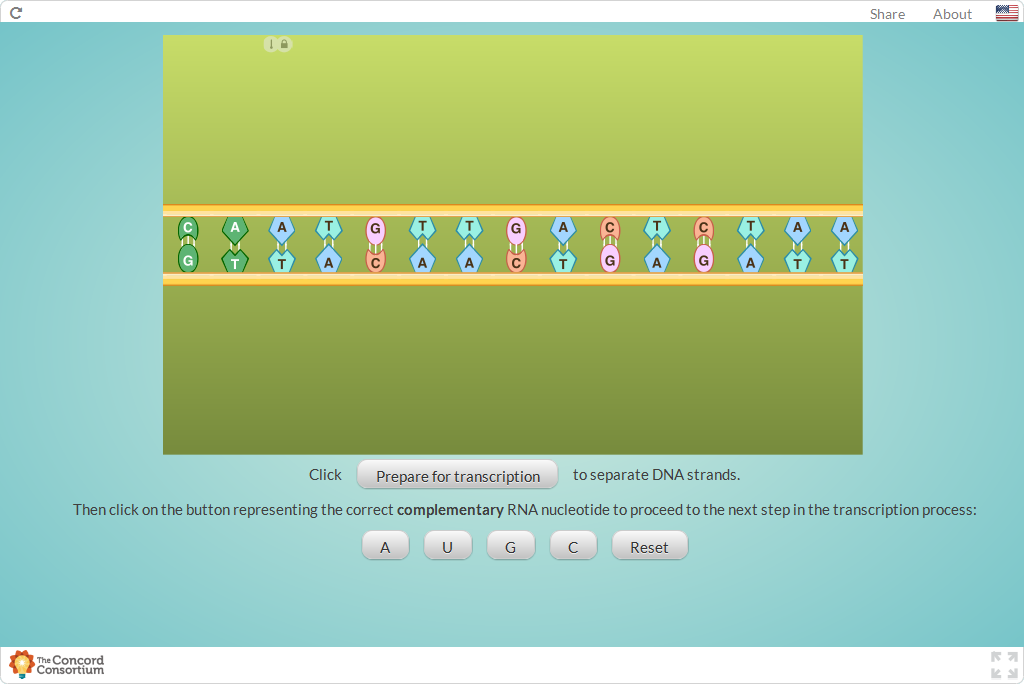 Share About
C A A T G T T G A C T C T A A
G T T A C A A C T G A G A T T
Click Prepare for transcription to separate DNA strands.
Then click on the button representing the correct complementary RNA nucleotide to proceed to the next step in the transcription process:
A U G C Reset
The Concord
Consortium